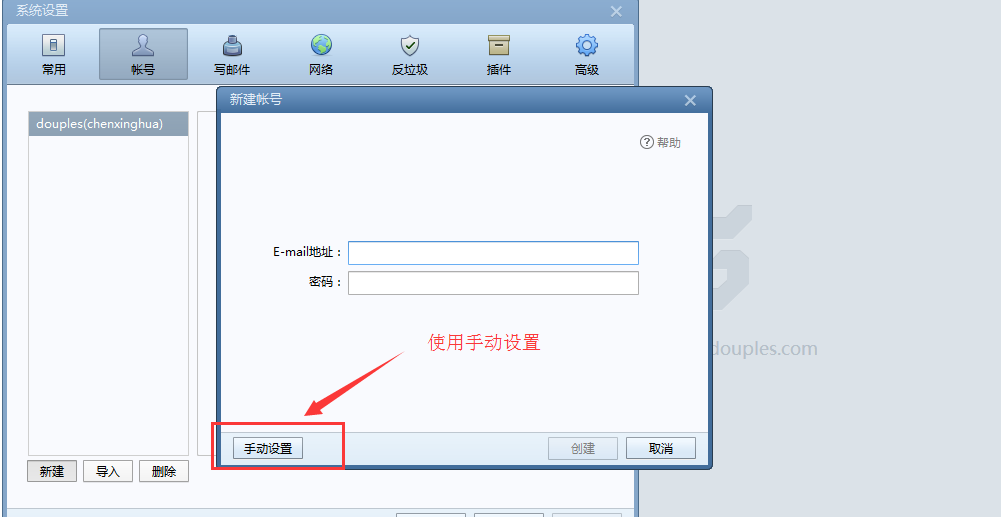 系统设置
常用
帐号
写邮件
网络
反垃圾
插件
高级
新建帐号
douples(chenxinghua)
帮助
E-mail地址：
密码：
使用手动设置
douples.com
手动设置
创建
取消
新建
导入
删除